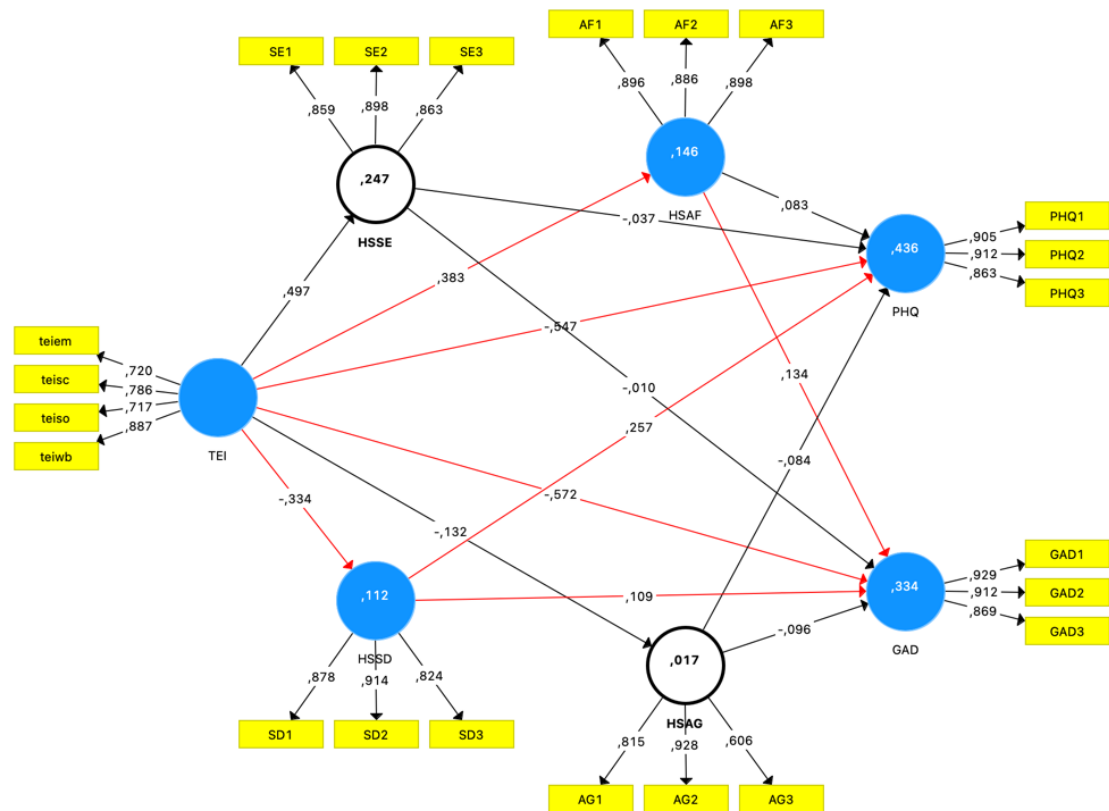 SE1 SE2 SE3
AF1 AF2 AF3
,859 ,898 ,863
,896 ,886 ,898
,247
HSSE
,146
HSAF
,083
-,037
,436
PHQ
PHQ1
PHQ2
PHQ3
,905
,912
,863
,497
,383
-,547
-,010
,134
,257
-,084
teiem
teisc
teiso
teiwb
,720
,786
,717
,887
TEI
-,334
-,572
-,132
,112
HSSD
,109
-,096
,334
GAD
GAD1
GAD2
GAD3
,929
,912
,869
,017
HSAG
,878 ,914 ,824
SD1 SD2 SD3
,815 ,928 ,606
AG1 AG2 AG3